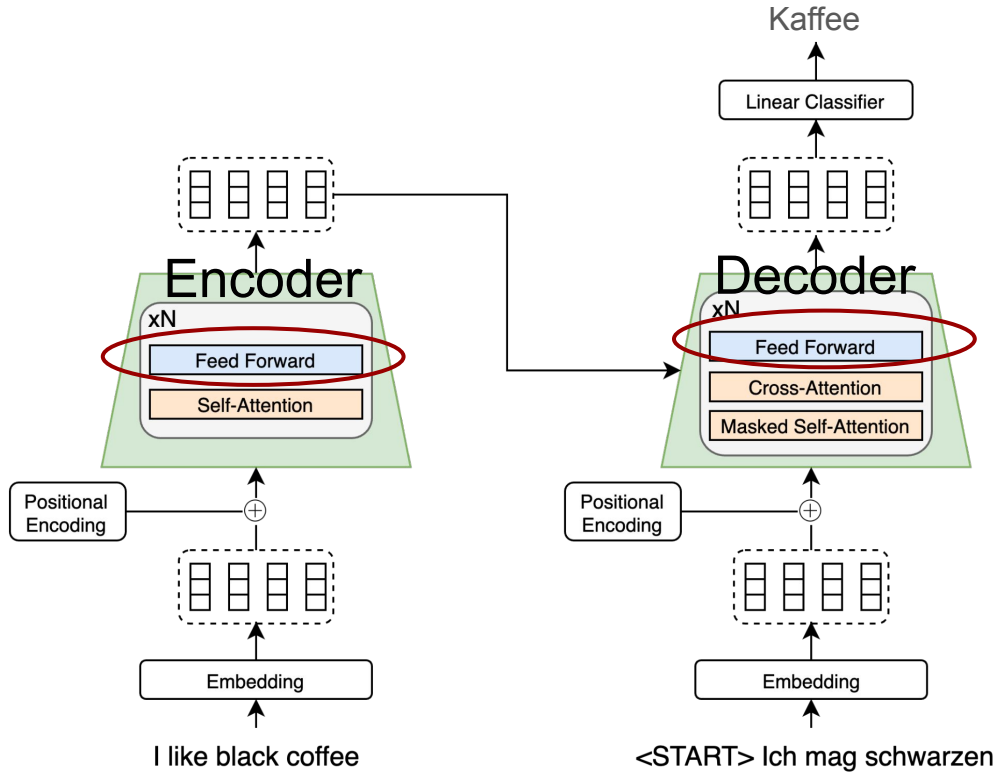 Kaffee
Linear Classifier
Encoder
xN
Feed Forward
Self-Attention
Positional
Encoding
Embedding
I like black coffee
Decoder
xN
Feed Forward
Cross-Attention
Masked Self-Attention
Positional
Encoding
Embedding
<START> Ich mag schwarzen